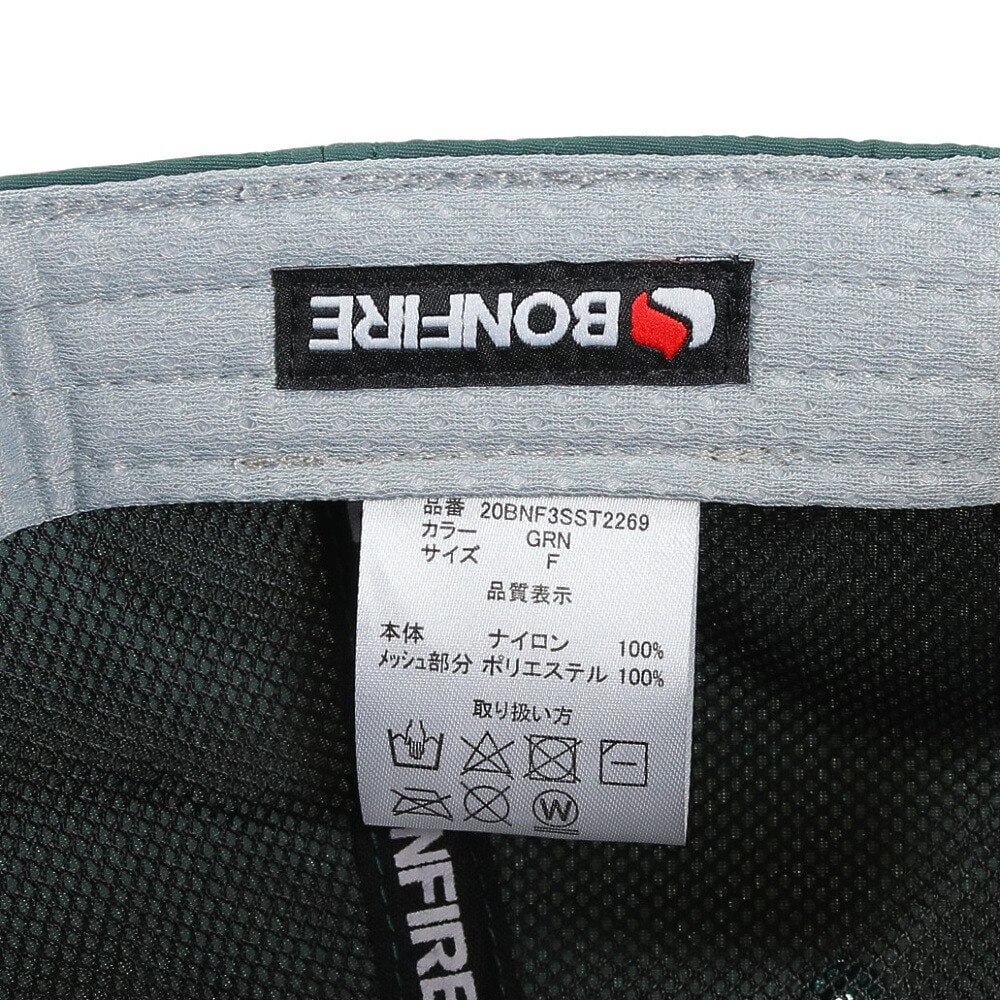 BONFIRE
品番 20BNF3SST2269
カラー GRN
サイズ F
品質表示
本体 ナイロン 100%
メッシュ部分 ポリエステル 100%
取り扱い方
W
ONFIRE